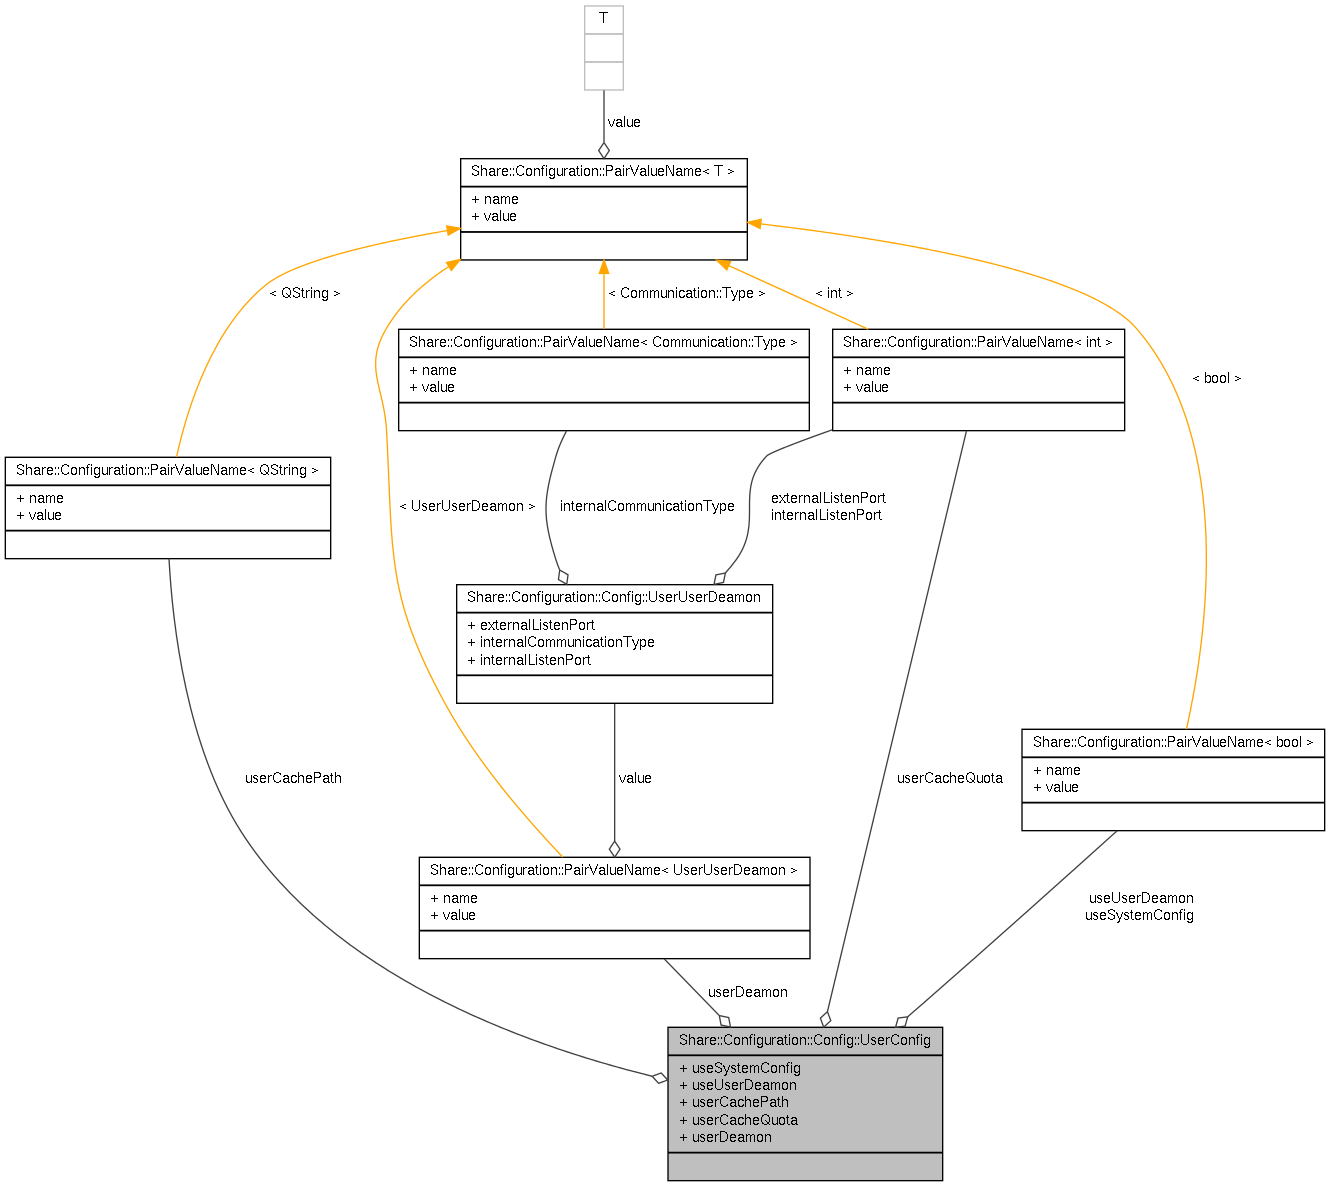 T
value
Share::Configuration::PairValueName< T >
+ name
+ value
< QString >
< Communication::Type >
< int >
Share::Configuration::PairValueName< Communication::Type >
+ name
+ value
Share::Configuration::PairValueName< int >
+ name
+ value
< bool >
Share::Configuration::PairValueName< QString >
+ name
+ value
< UserUserDeamon >
internalCommunicationType
externalListenPort
internalListenPort
Share::Configuration::Config::UserUserDeamon
+ externalListenPort
+ internalCommunicationType
+ internalListenPort
userCachePath
value
userCacheQuota
Share::Configuration::PairValueName< bool >
+ name
+ value
Share::Configuration::PairValueName< UserUserDeamon >
+ name
+ value
useUserDeamon
useSystemConfig
userDeamon
Share::Configuration::Config::UserConfig
+ useSystemConfig
+ useUserDeamon
+ userCachePath
+ userCacheQuota
+ userDeamon